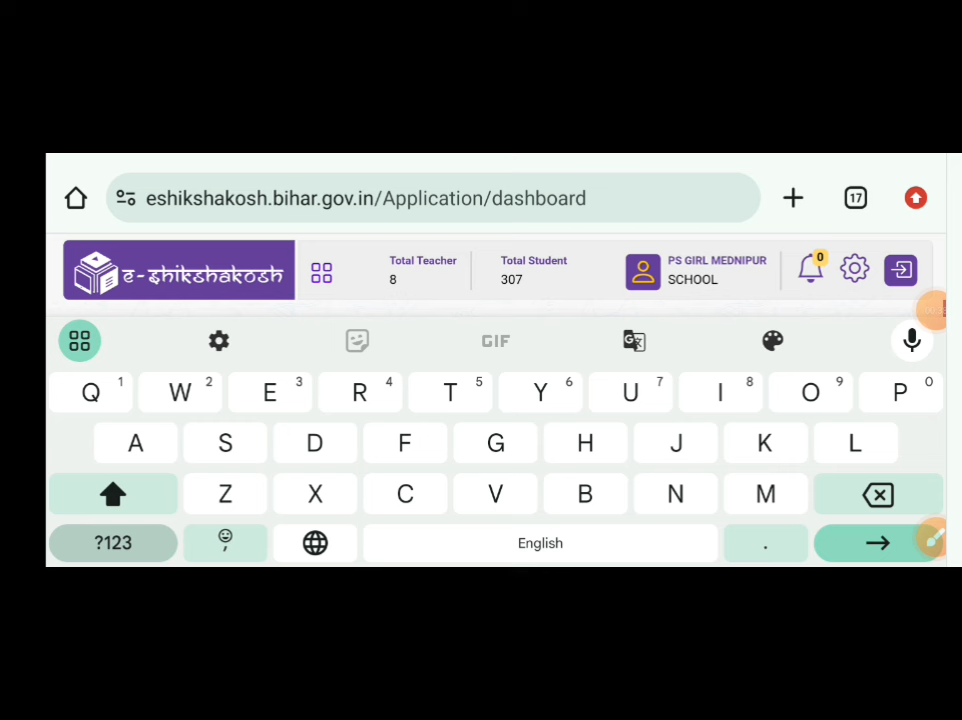 eshikshakosh.bihar.gov.in/Application/dashboard
17
e-shikshakosh
Total Teacher
8
Total Student
307
PS GIRL MEDNIPUR
SCHOOL
0
GIF
Q 1 W 2 E 3 R 4 T 5 Y 6 U 7 I 8 O 9 P 0
A S D F G H J K L
Z X C V B N M
?123 , English .